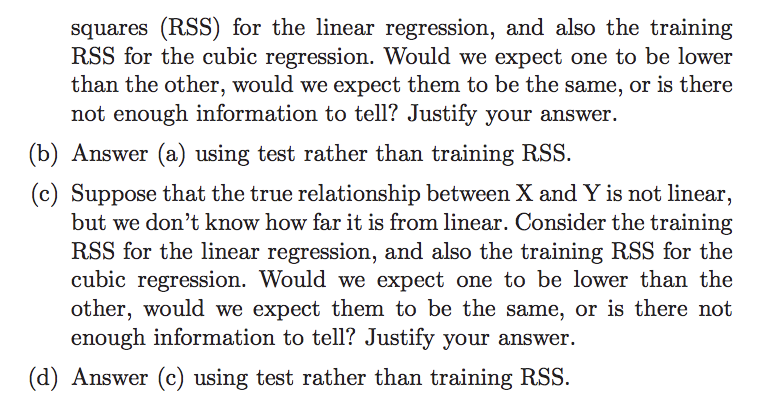 squares (RSS) for the linear regression, and also the training
RSS for the cubic regression. Would we expect one to be lower
than the other, would we expect them to be the same, or is there
not enough information to tell? Justify your answer.
(b) Answer (a) using test rather than training RSS.
(c) Suppose that the true relationship between X and Y is not linear,
but we don't know how far it is from linear. Consider the training
RSS for the linear regression, and also the training RSS for the
cubic regression. Would we expect one to be lower than the
other, would we expect them to be the same, or is there not
enough information to tell? Justify your answer.
(d) Answer (c) using test rather than training RSS.